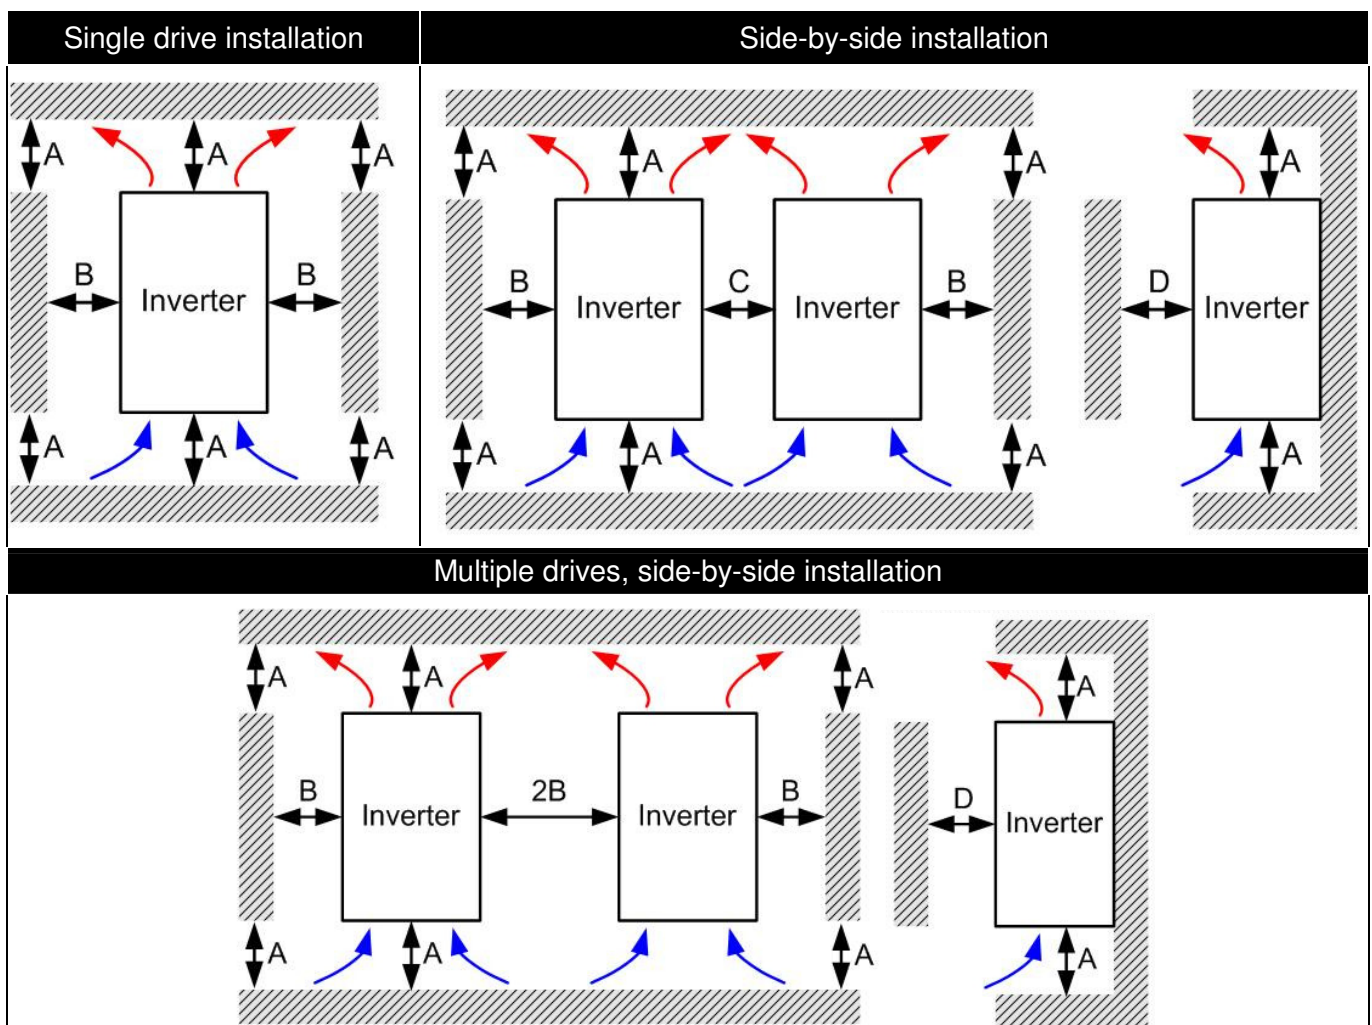 Single drive installation
Side-by-side installation
A A A
B B
Inverter
A A A
A A A A
B C B D
Inverter Inverter Inverter
A A A A
Multiple drives, side-by-side installation
A A A A
B 2B B D
Inverter Inverter Inverter
A A A A